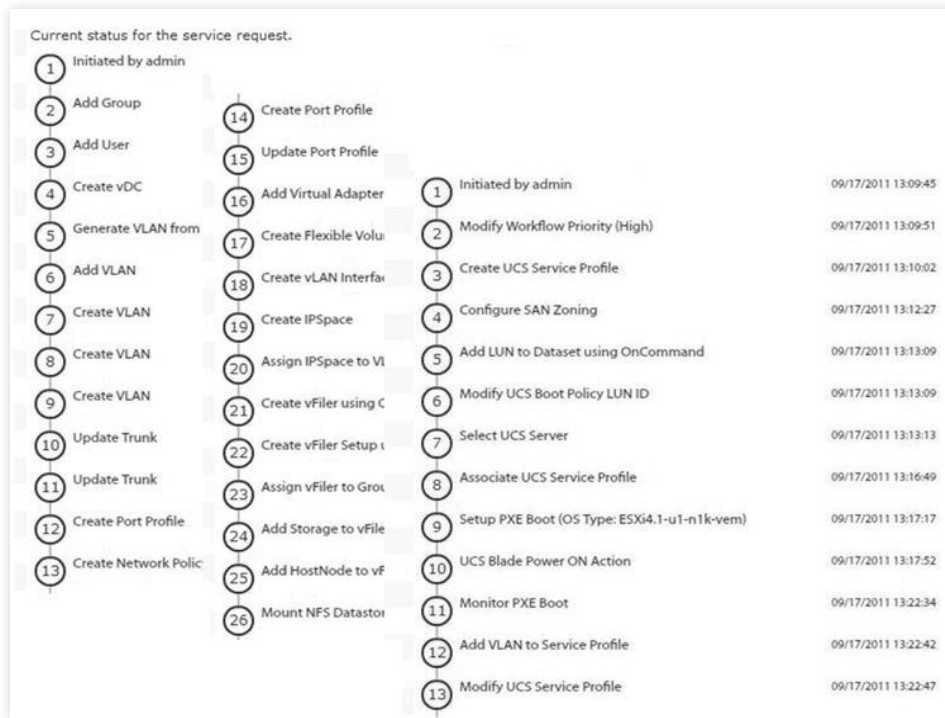 Current status for the service request.
1 Initiated by admin
2 Add Group
3 Add User
4 Create vDC
5 Generate VLAN from
6 Add VLAN
7 Create VLAN
8 Create VLAN
9 Create VLAN
10 Update Trunk
11 Update Trunk
12 Create Port Profile
13 Create Network Polic
14 Create Port Profile
15 Update Port Profile
16 Add Virtual Adapter
17 Create Flexible Volu
18 Create vLAN Interfac
19 Create IPSpace
20 Assign IPSpace to VL
21 Create vFiler using
22 Create vFiler Setup
23 Assign vFiler to Grou
24 Add Storage to vFile
25 Add HostNode to vF
26 Mount NFS Datastor
1 Initiated by admin 09/17/2011 13:09:45
2 Modify Workflow Priority (High) 09/17/2011 13:09:51
3 Create UCS Service Profile 09/17/2011 13:10:02
4 Configure SAN Zoning 09/17/2011 13:12:27
5 Add LUN to Dataset using OnCommand 09/17/2011 13:13:09
6 Modify UCS Boot Policy LUN ID 09/17/2011 13:13:09
7 Select UCS Server 09/17/2011 13:13:13
8 Associate UCS Service Profile 09/17/2011 13:16:49
9 Setup PXE Boot (OS Type: ESXi4.1-u1-n1k-vem) 09/17/2011 13:17:17
10 UCS Blade Power ON Action 09/17/2011 13:17:52
11 Monitor PXE Boot 09/17/2011 13:22:34
12 Add VLAN to Service Profile 09/17/2011 13:22:42
13 Modify UCS Service Profile 09/17/2011 13:22:47